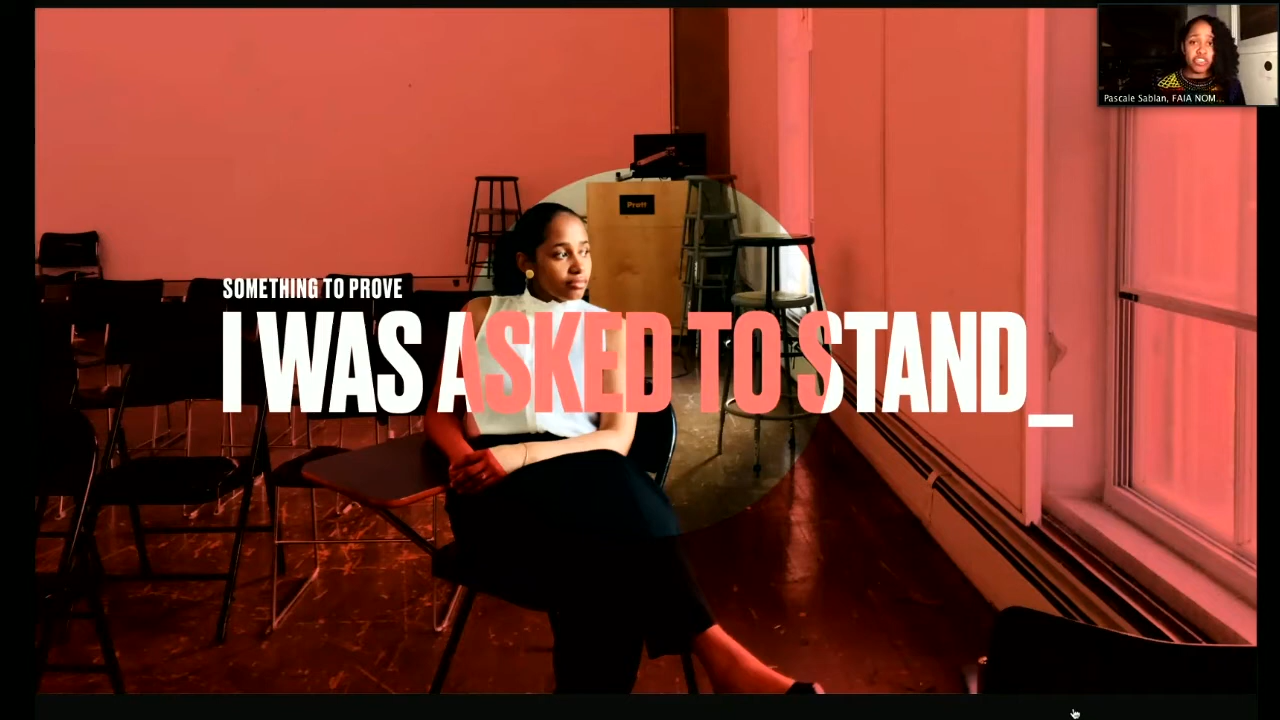 Pascale Sablan, FAIA NOM...
Pratt
SOMETHING TO PROVE
I WAS ASKED TO STAND_